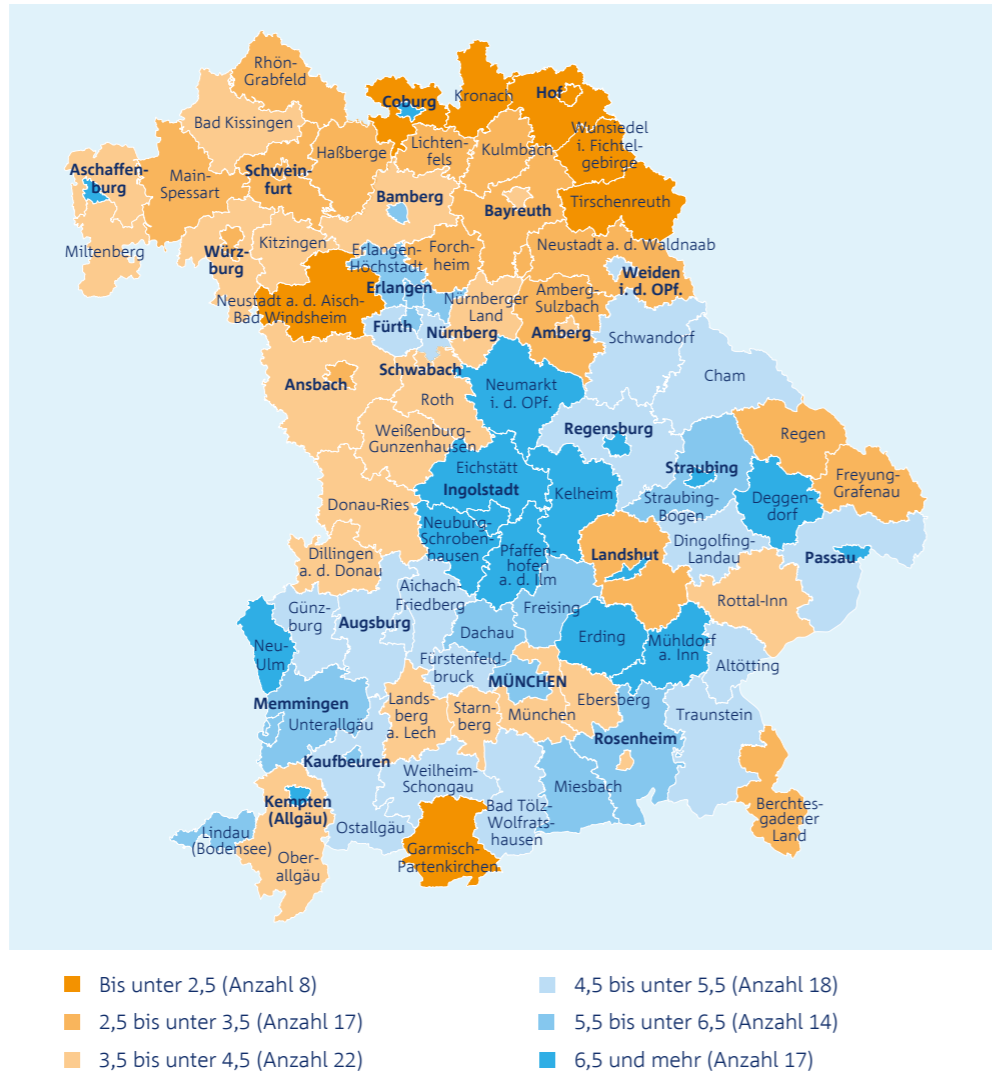 Rhön-
Grabfeld
Coburg
Kronach
Hof
Bad Kissingen
Wunsiedel
i. Fichtel-
gebirge
Haßberge
Lichten-
fels
Kulmbach
Aschaffen-
burg
Main-
Spessart
Schwein-
furt
Bamberg
Bayreuth
Tirschenreuth
Miltenberg
Würz-
burg
Kitzingen
Erlangen-
Höchstadt
Forch-
heim
Neustadt a. d. Waldnaab
Erlangen
Weiden
i. d. OPf.
Neustadt a. d. Aisch-
Bad Windsheim
Nürnberger
Land
Amberg-
Sulzbach
Fürth
Nürnberg
Amberg
Schwandorf
Ansbach
Schwabach
Roth
Neumarkt
i. d. OPf.
Cham
Weißenburg-
Gunzenhausen
Regensburg
Regen
Eichstätt
Ingolstadt
Kelheim
Straubing
Freyung-
Grafenau
Donau-Ries
Straubing-
Bogen
Deggen-
dorf
Neuburg-
Schroben-
hausen
Pfaffen-
hofen
a. d. Ilm
Landshut
Dingolfing-
Landau
Passau
Dillingen
a. d. Donau
Aichach-
Friedberg
Rottal-Inn
Günz-
burg
Augsburg
Freising
Dachau
Erding
Mühldorf
a. Inn
Neu-
Ulm
Fürstenfeld-
bruck
MÜNCHEN
Altötting
Memmingen
Unterallgäu
Lands-
berg
a. Lech
Starn-
berg
München
Ebersberg
Traunstein
Rosenheim
Kaufbeuren
Weilheim-
Schongau
Miesbach
Kempten
(Allgäu)
Bad Tölz-
Wolfrats-
hausen
Berchtes-
gadener
Land
Lindau
(Bodensee)
Ostallgäu
Garmisch-
Partenkirchen
Ober-
allgäu
Bis unter 2,5 (Anzahl 8)
2,5 bis unter 3,5 (Anzahl 17)
3,5 bis unter 4,5 (Anzahl 22)
4,5 bis unter 5,5 (Anzahl 18)
5,5 bis unter 6,5 (Anzahl 14)
6,5 und mehr (Anzahl 17)